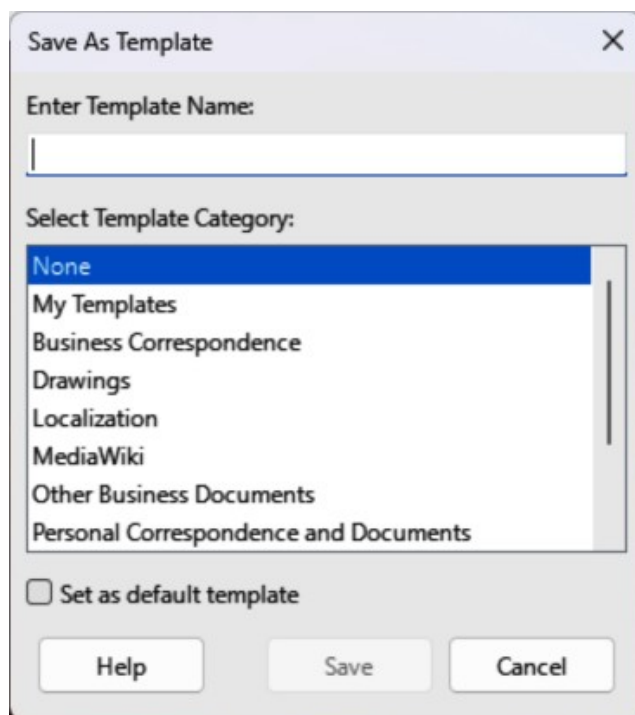 Save As Template
Enter Template Name:
Select Template Category:
None
My Templates
Business Correspondence
Drawings
Localization
MediaWiki
Other Business Documents
Personal Correspondence and Documents
Set as default template
Help Save Cancel